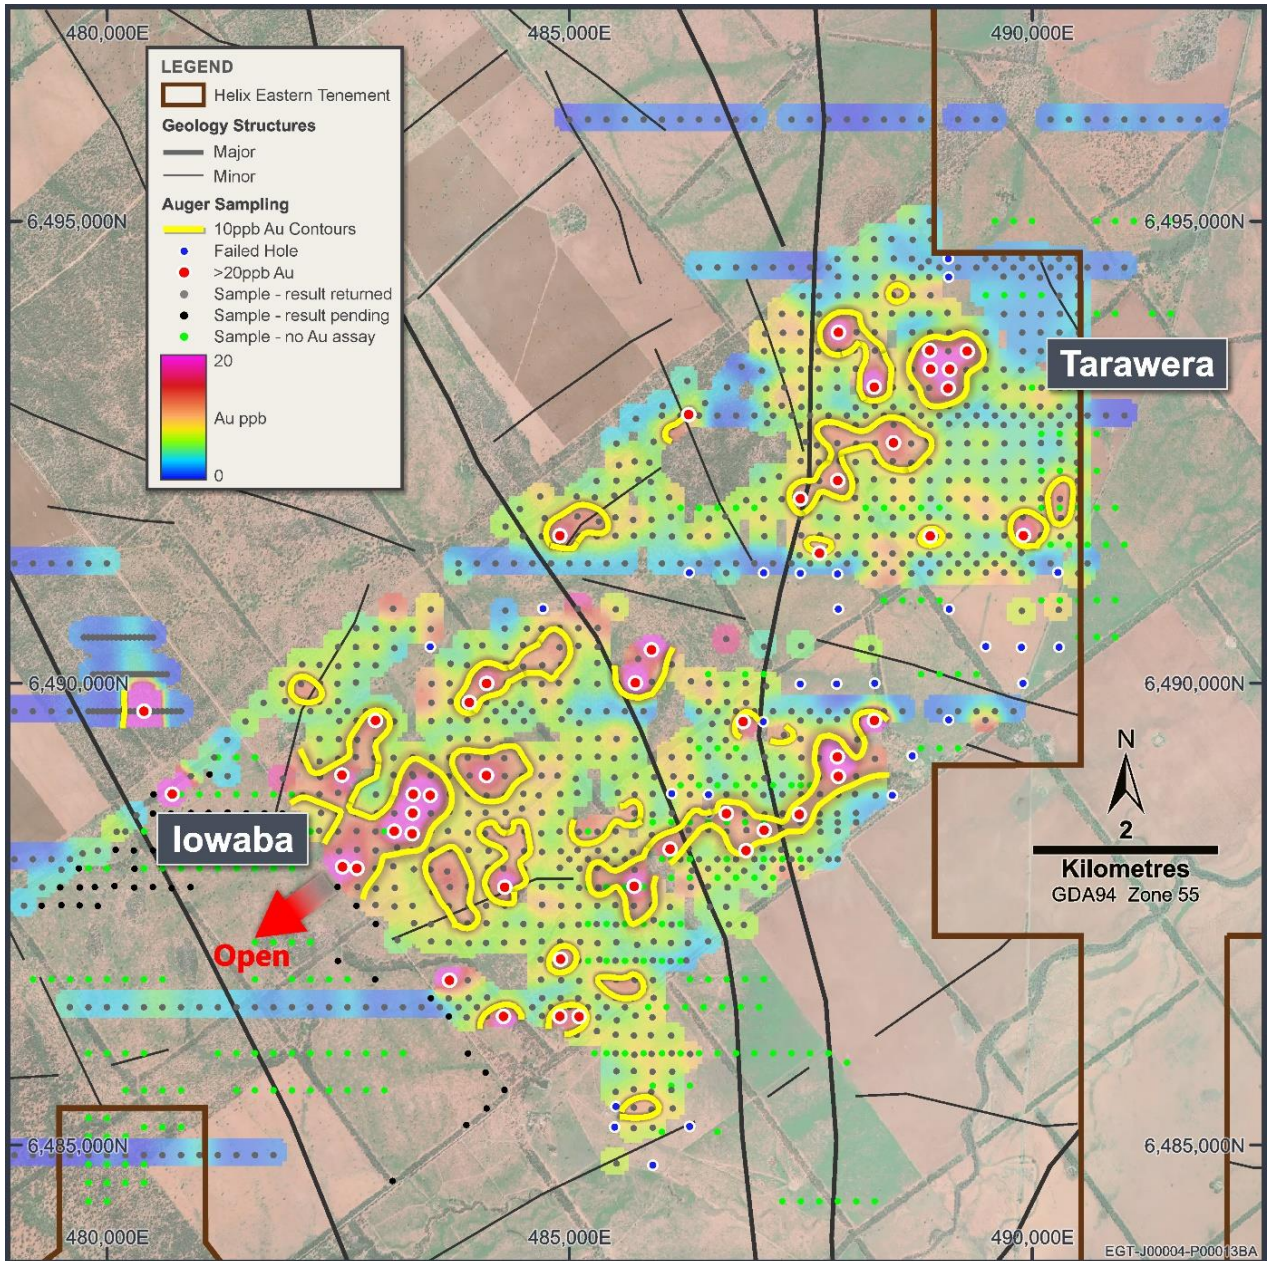 480,000E
485,000E
490,000E
LEGEND
Helix Eastern Tenement
Geology Structures
Major
Minor
Auger Sampling
10ppb Au Contours
Failed Hole
>20ppb Au
Sample - result returned
Sample - result pending
Sample - no Au assay
20
Au ppb
0
6,495,000N
6,495,000N
Tarawera
6,490,000N
6,490,000N
N
2
Kilometres
GDA94 Zone 55
Iowaba
Open
6,485,000N
6,485,000N
480,000E
485,000E
490,000E
EGT-J00004-P00013BA